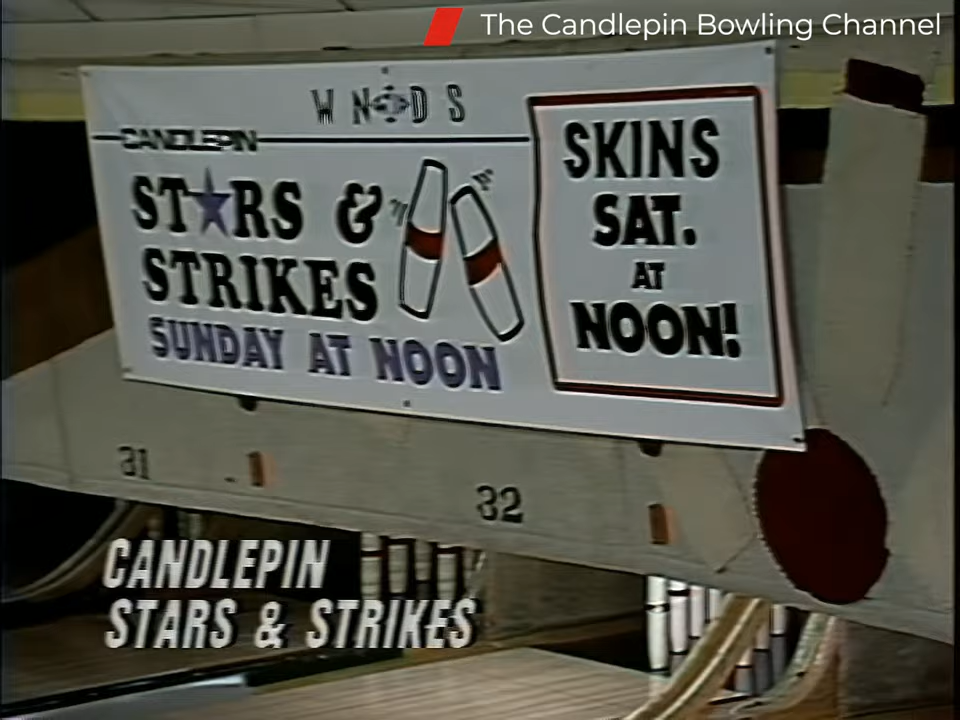 The Candlepin Bowling Channel
W N D S
CANDLEPIN
STARS &
STRIKES
SUNDAY AT NOON
SKINS
SAT.
AT
NOON!
31
32
CANDLEPIN
STARS & STRIKES